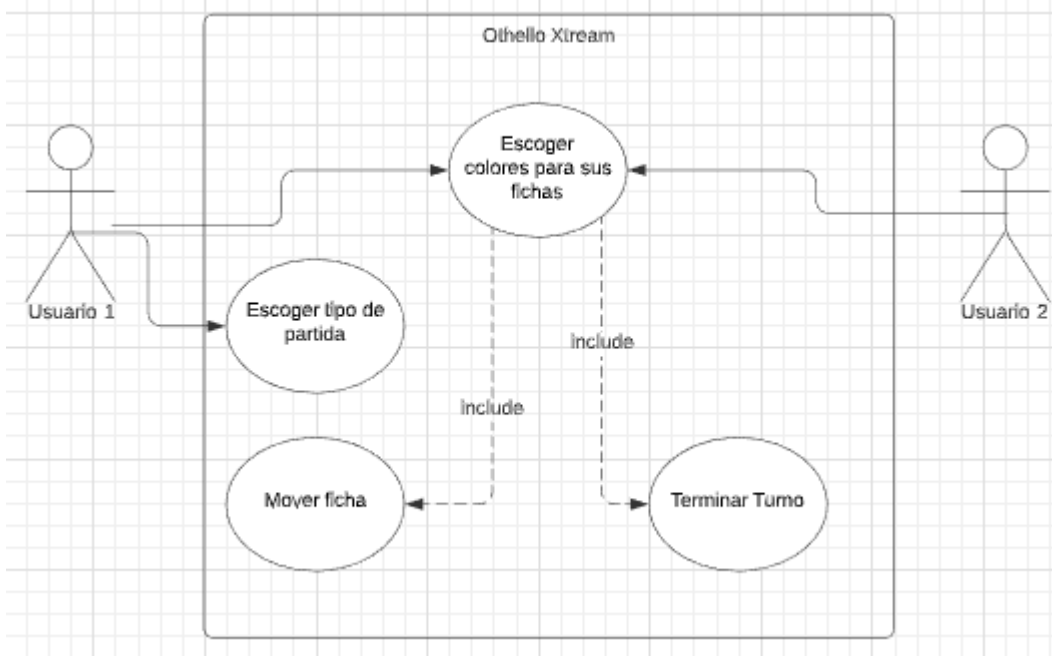 Othello Xtream
Escoger
colores para sus
fichas
Usuario 1
Usuario 2
Escoger tipo de
partida
include
include
Mover ficha
Terminar Turno